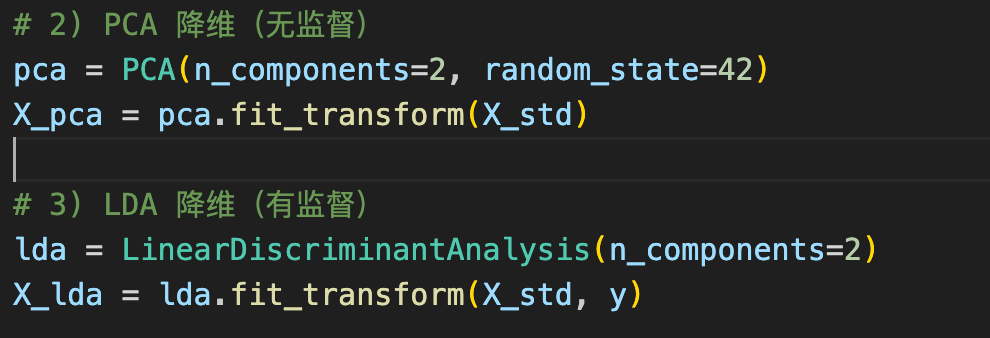 # 2) PCA 降维（无监督）
pca = PCA(n_components=2, random_state=42)
X_pca = pca.fit_transform(X_std)
# 3) LDA 降维（有监督）
lda = LinearDiscriminantAnalysis(n_components=2)
X_lda = lda.fit_transform(X_std, y)